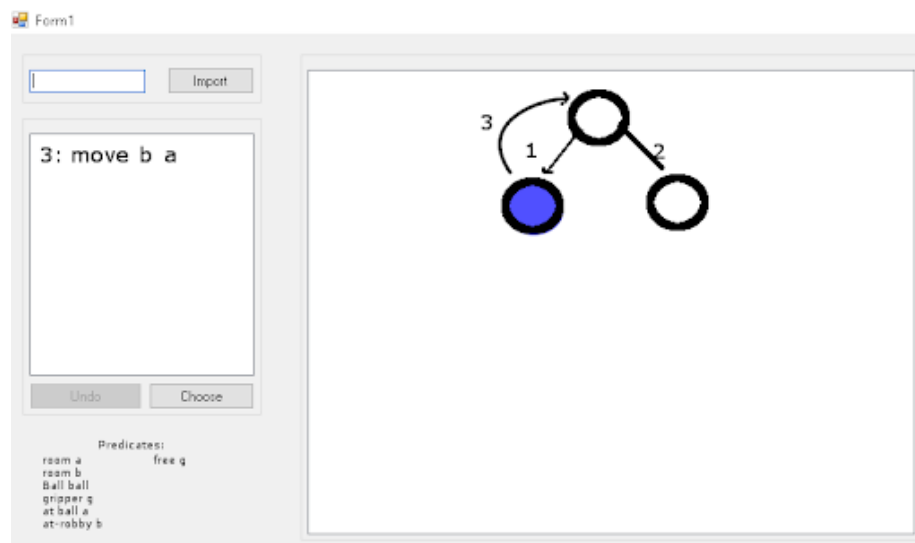 Form1
Import
3: move b a
Undo
Choose
Predicates:
room a
room b
Ball ball
gripper g
at ball a
at-robby b
free g
3
1
2